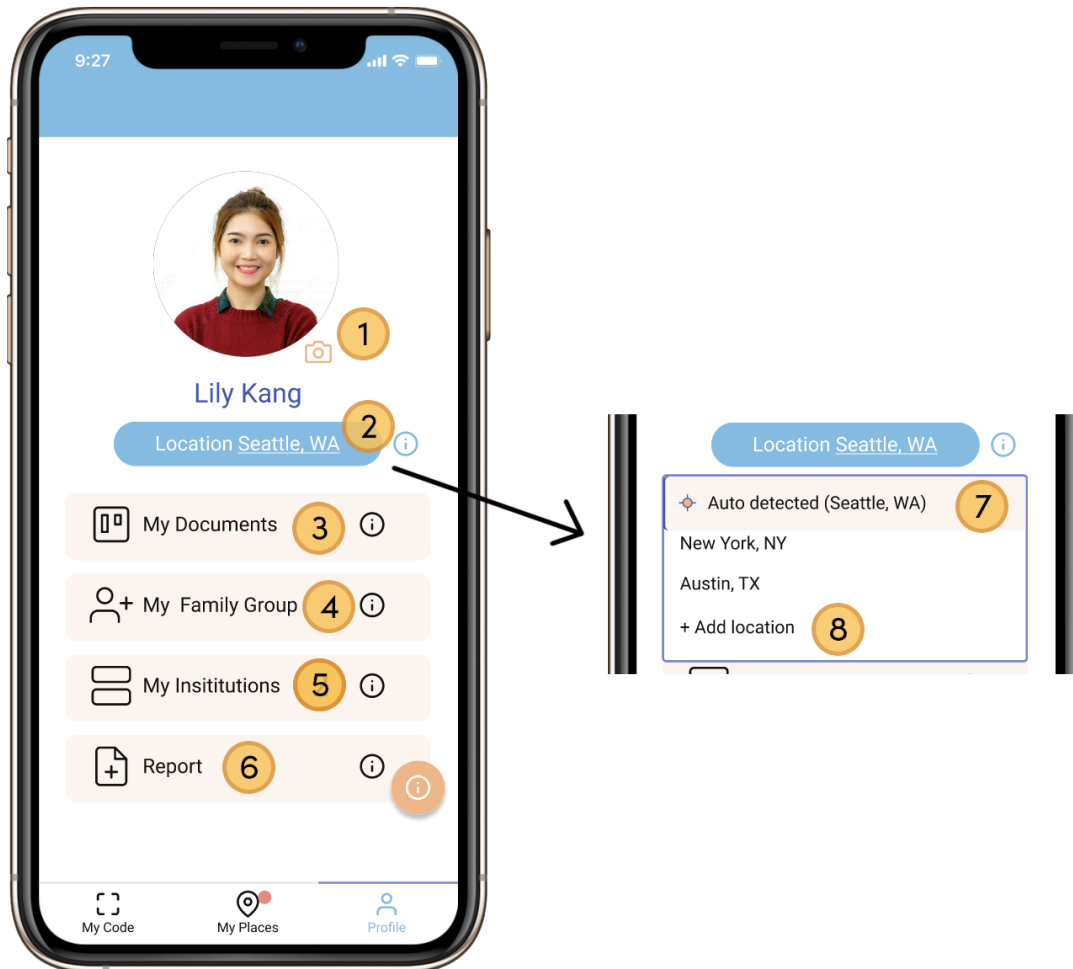 9:27
1
Lily Kang
2
Location Seattle, WA
My Documents 3
My Family Group 4
My Insititutions 5
Report 6
My Code
My Places
Profile
Location Seattle, WA
Auto detected (Seattle, WA) 7
New York, NY
Austin, TX
+ Add location 8